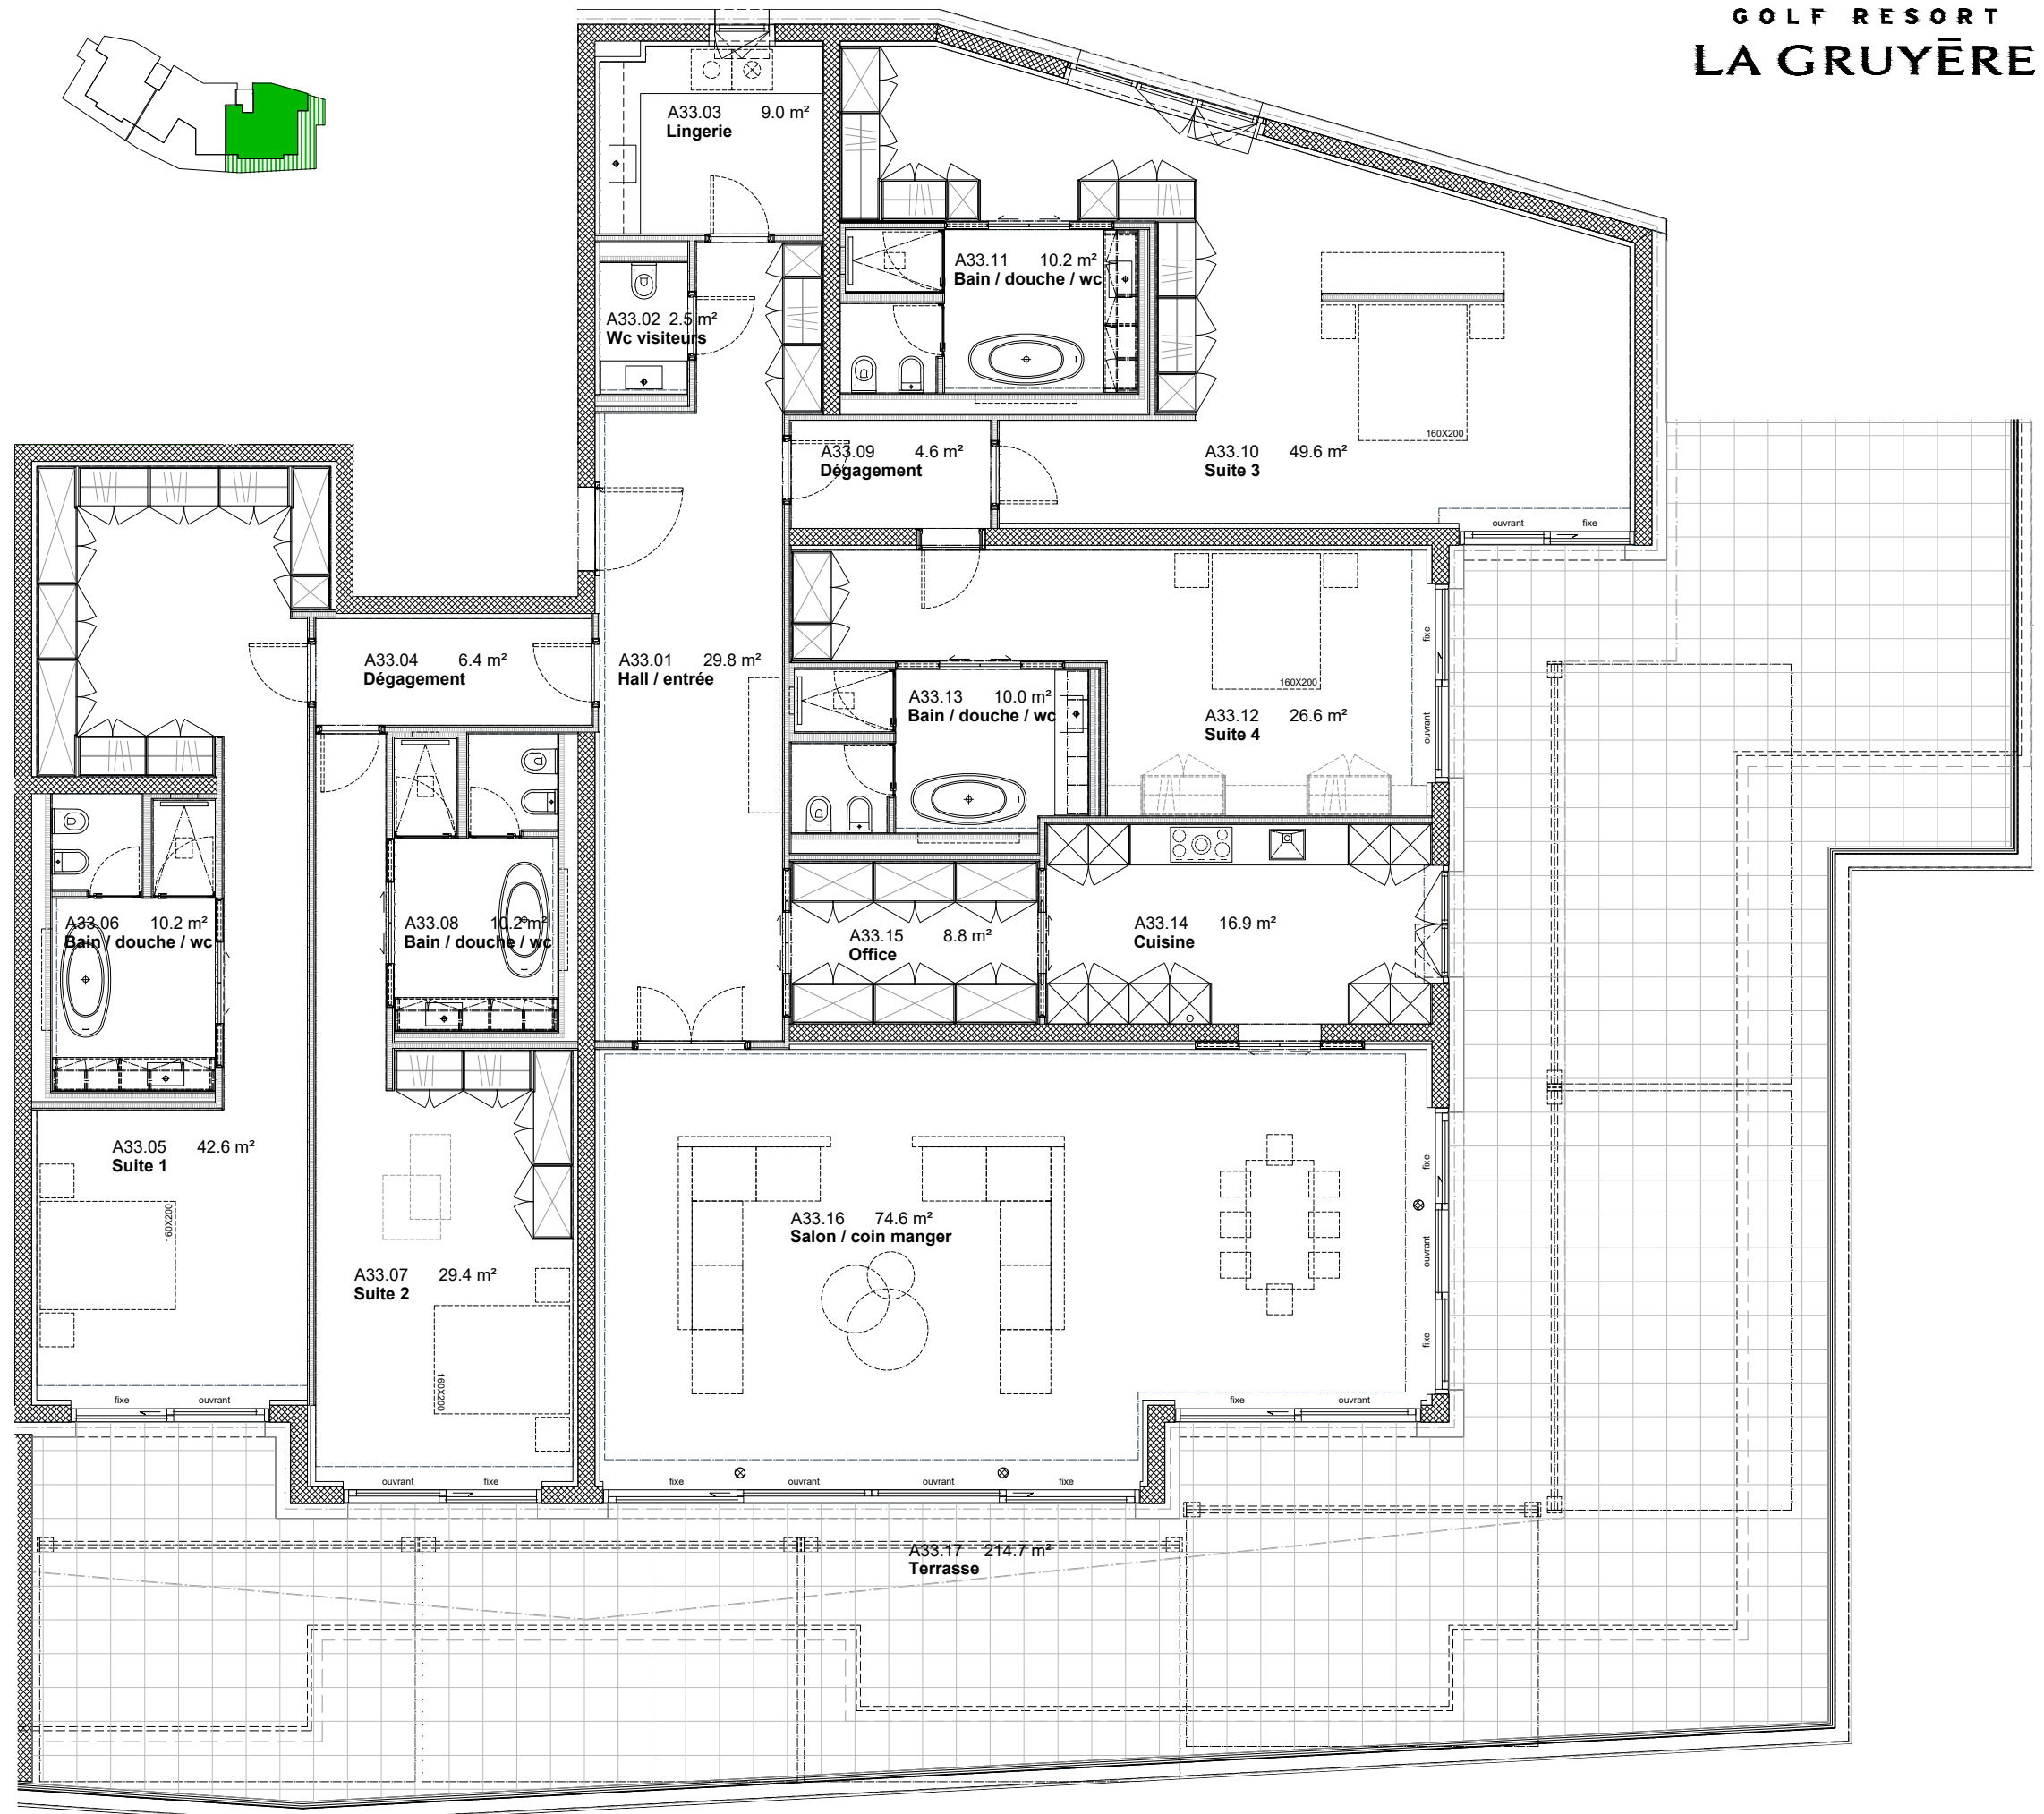 GOLF RESORT
LA GRUYĒRE
A33.03 9.0 m²
Lingerie
A33.11 10.2 m²
Bain / douche / wc
A33.02 2.5 m²
Wc visiteurs
160X200
A33.09 4.6 m²
Dégagement
A33.10 49.6 m²
Suite 3
ouvrant fixe
A33.04 6.4 m²
Dégagement
A33.01 29.8 m²
Hall / entrée
fixe
160X200
A33.13 10.0 m²
Bain / douche / wc
A33.12 26.6 m²
Suite 4
ouvrant
A33.06 10.2 m²
Bain / douche / wc
A33.08 10.2 m²
Bain / douche / wc
A33.15 8.8 m²
Office
A33.14 16.9 m²
Cuisine
A33.05 42.6 m²
Suite 1
160X200
fixe
A33.16 74.6 m²
Salon / coin manger
ouvrant
A33.07 29.4 m²
Suite 2
fixe
160X200
fixe ouvrant
fixe ouvrant
ouvrant fixe
fixe ouvrant ouvrant fixe
A33.17 214.7 m²
Terrasse